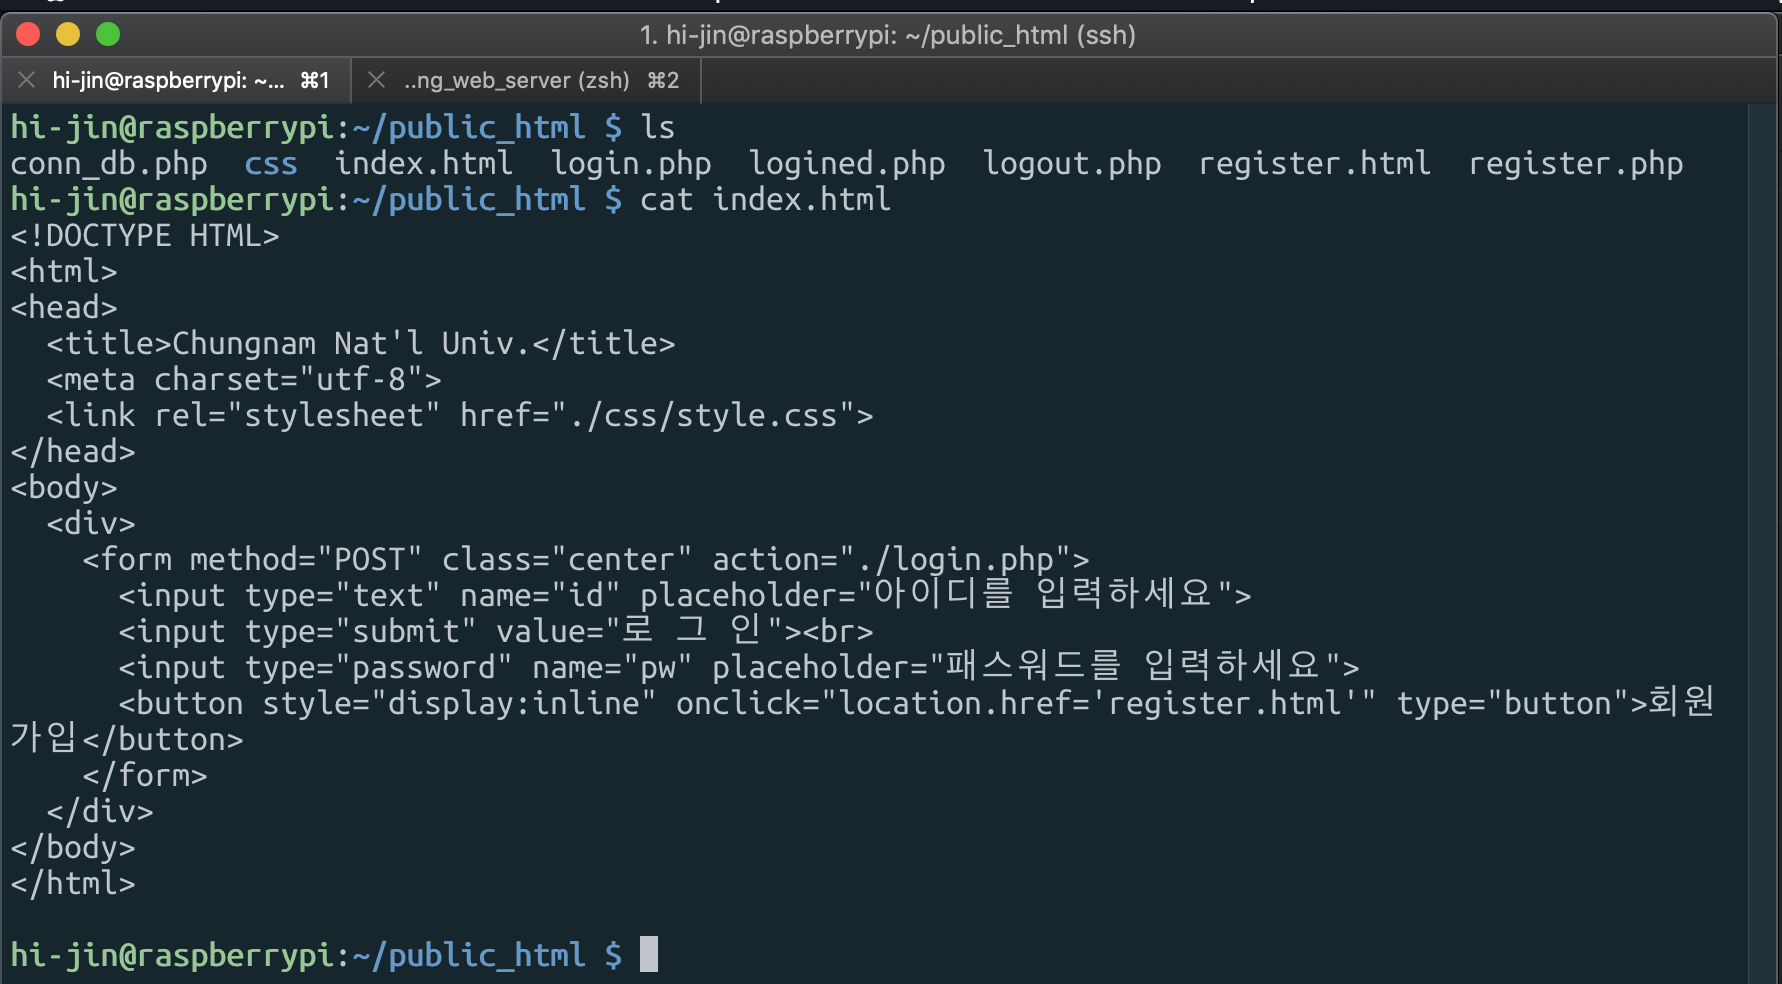 1. hi-jin@raspberrypi: ~/public_html (ssh)
hi-jin@raspberrypi: ~... ⌘1 ..ng_web_server (zsh) ⌘2
hi-jin@raspberrypi:~/public_html $ ls
conn_db.php  css  index.html  login.php  logined.php  logout.php  register.html  register.php
hi-jin@raspberrypi:~/public_html $ cat index.html
<!DOCTYPE HTML>
<html>
<head>
  <title>Chungnam Nat'l Univ.</title>
  <meta charset="utf-8">
  <link rel="stylesheet" href="./css/style.css">
</head>
<body>
  <div>
    <form method="POST" class="center" action="./login.php">
      <input type="text" name="id" placeholder="아이디를 입력하세요">
      <input type="submit" value="로 그 인"><br>
      <input type="password" name="pw" placeholder="패스워드를 입력하세요">
      <button style="display:inline" onclick="location.href='register.html'" type="button">회원
가입</button>
    </form>
  </div>
</body>
</html>
hi-jin@raspberrypi:~/public_html $